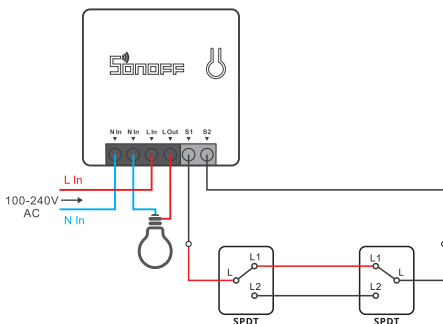 SONOFF
N In N In L In L Out S1 S2
L In
100-240V
AC
N In
L1 L1
L L
L2 L2
SPDT SPDT